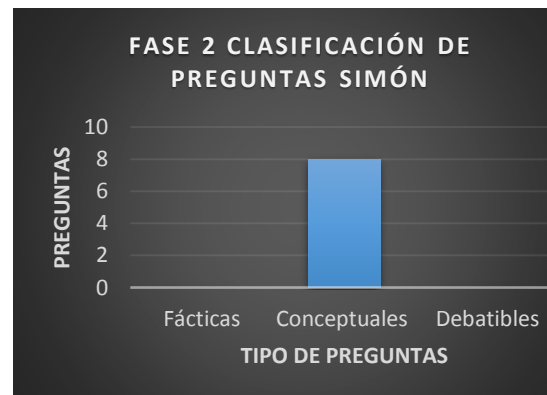 FASE 2 CLASIFICACIÓN DE
PREGUNTAS SIMÓN
PREGUNTAS
10
8
6
4
2
0
Fácticas Conceptuales Debatibles
TIPO DE PREGUNTAS